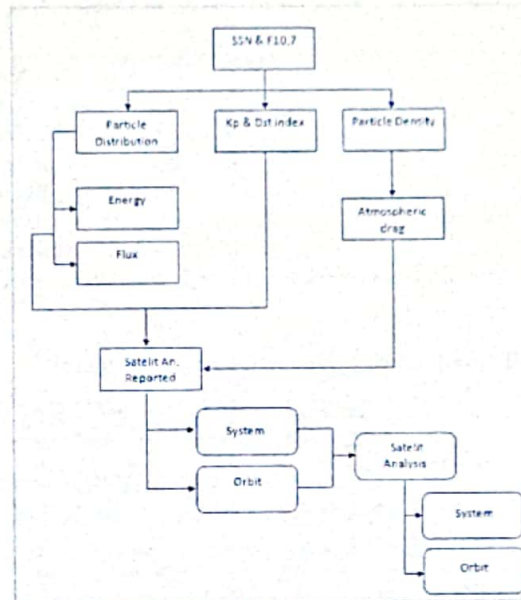 SSN & F10.7
Particle
Distribution
Kp & Dst index
Particle Density
Energy
Atmospheric
drag
Flux
Satelit An.
Reported
System
Orbit
Satelit
Analysis
System
Orbit